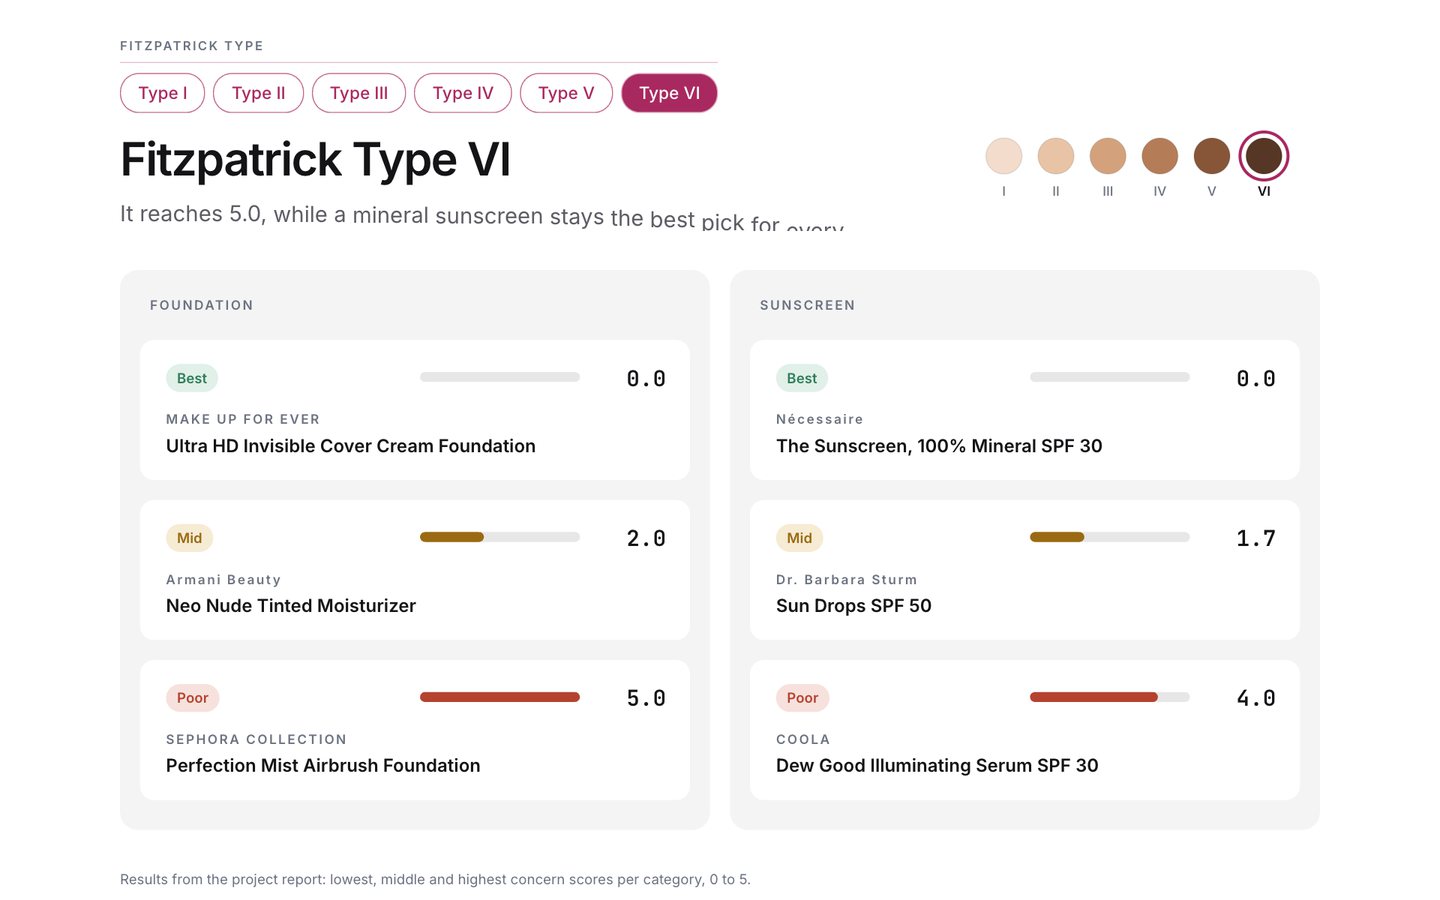 FITZPATRICK TYPE
Type I
Type II
Type III
Type IV
Type V
Type VI
Fitzpatrick Type VI
I
II
III
IV
V
VI
It reaches 5.0, while a mineral sunscreen stays the best pick for every
FOUNDATION
Best
0.0
MAKE UP FOR EVER
Ultra HD Invisible Cover Cream Foundation
Mid
2.0
Armani Beauty
Neo Nude Tinted Moisturizer
Poor
5.0
SEPHORA COLLECTION
Perfection Mist Airbrush Foundation
SUNSCREEN
Best
0.0
Nécessaire
The Sunscreen, 100% Mineral SPF 30
Mid
1.7
Dr. Barbara Sturm
Sun Drops SPF 50
Poor
4.0
COOLA
Dew Good Illuminating Serum SPF 30
Results from the project report: lowest, middle and highest concern scores per category, 0 to 5.